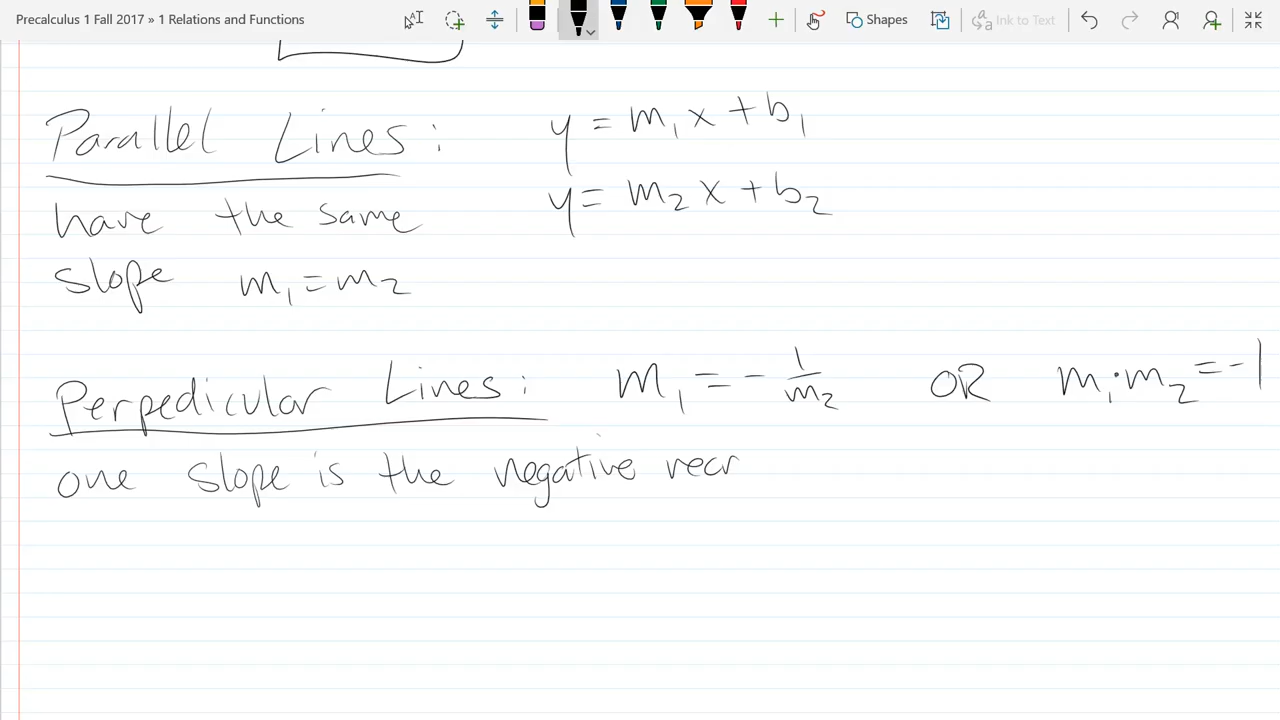 Precalculus 1 Fall 2017 » 1 Relations and Functions
Shapes
Ink to Text
Parallel Lines:
y = m₁x + b₁
y = m₂x + b₂
have the same
slope m₁ = m₂
Perpedicular Lines: m₁ = - 1/m₂ OR m₁·m₂ = -1
one slope is the negative recr